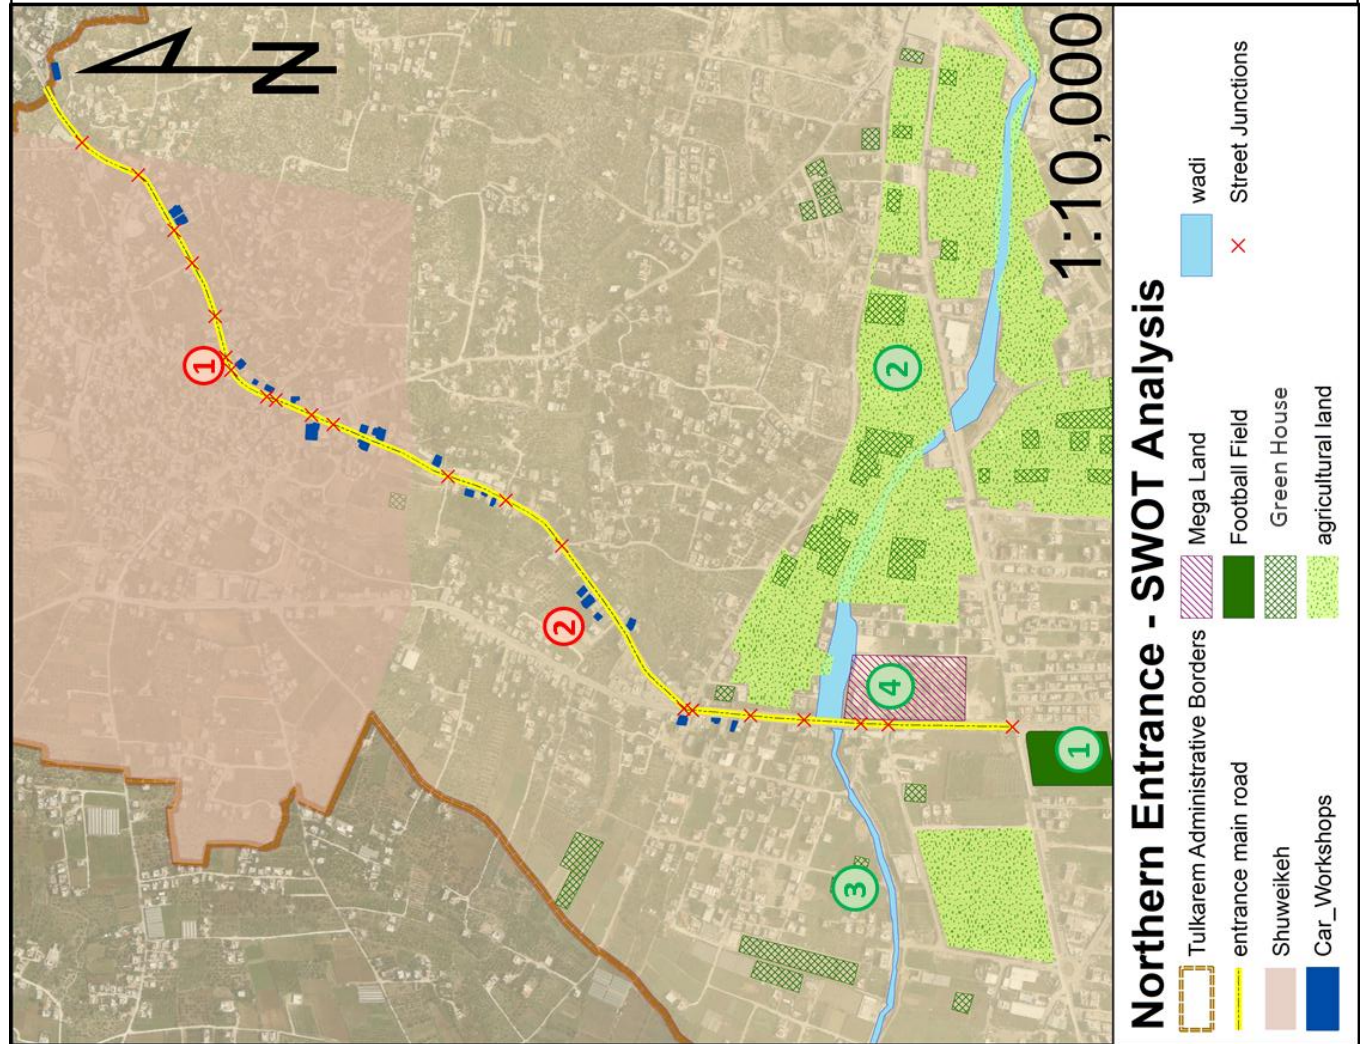 N
1:10,000
1
2
2
4
3
1
Northern Entrance - SWOT Analysis
Tulkarem Administrative Borders
entrance main road
Shuweikeh
Car_Workshops
Mega Land
Football Field
Green House
agricultural land
wadi
Street Junctions